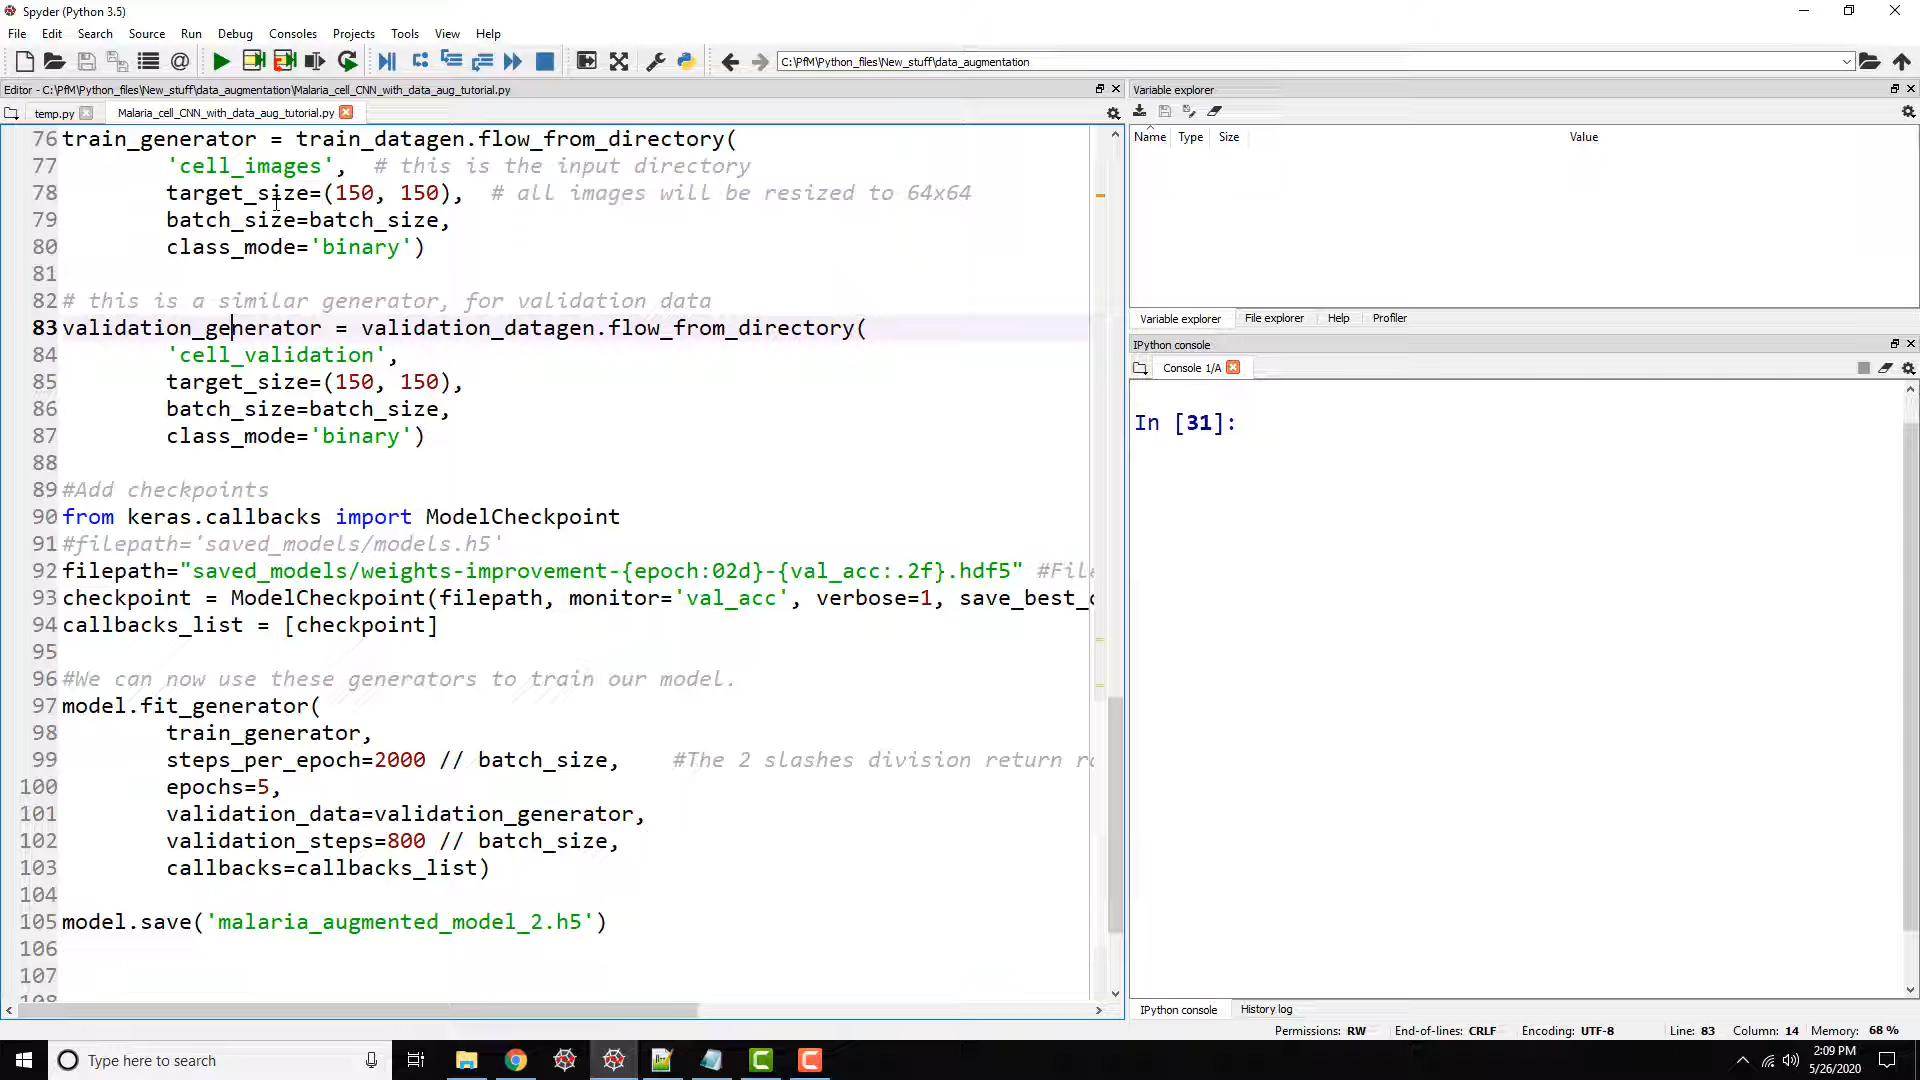 Spyder (Python 3.5)
File Edit Search Source Run Debug Consoles Projects Tools View Help
C:\PfM\Python_files\New_stuff\data_augmentation
Editor - C:\PfM\Python_files\New_stuff\data_augmentation\Malaria_cell_CNN_with_data_aug_tutorial.py
temp.py Malaria_cell_CNN_with_data_aug_tutorial.py
76 train_generator = train_datagen.flow_from_directory(
77 'cell_images',  # this is the input directory
78 target_size=(150, 150),  # all images will be resized to 64x64
79 batch_size=batch_size,
80 class_mode='binary')
81
82 # this is a similar generator, for validation data
83 validation_generator = validation_datagen.flow_from_directory(
84 'cell_validation',
85 target_size=(150, 150),
86 batch_size=batch_size,
87 class_mode='binary')
88
89 #Add checkpoints
90 from keras.callbacks import ModelCheckpoint
91 #filepath='saved_models/models.h5'
92 filepath="saved_models/weights-improvement-{epoch:02d}-{val_acc:.2f}.hdf5" #Fil
93 checkpoint = ModelCheckpoint(filepath, monitor='val_acc', verbose=1, save_best_
94 callbacks_list = [checkpoint]
95
96 #We can now use these generators to train our model.
97 model.fit_generator(
98 train_generator,
99 steps_per_epoch=2000 // batch_size,    #The 2 slashes division return
100 epochs=5,
101 validation_data=validation_generator,
102 validation_steps=800 // batch_size,
103 callbacks=callbacks_list)
104
105 model.save('malaria_augmented_model_2.h5')
106
107
Variable explorer
Name Type Size Value
Variable explorer File explorer Help Profiler
IPython console
Console 1/A
In [31]:
IPython console History log
Permissions: RW End-of-lines: CRLF Encoding: UTF-8 Line: 83 Column: 14 Memory: 68 %
Type here to search
2:09 PM
5/26/2020